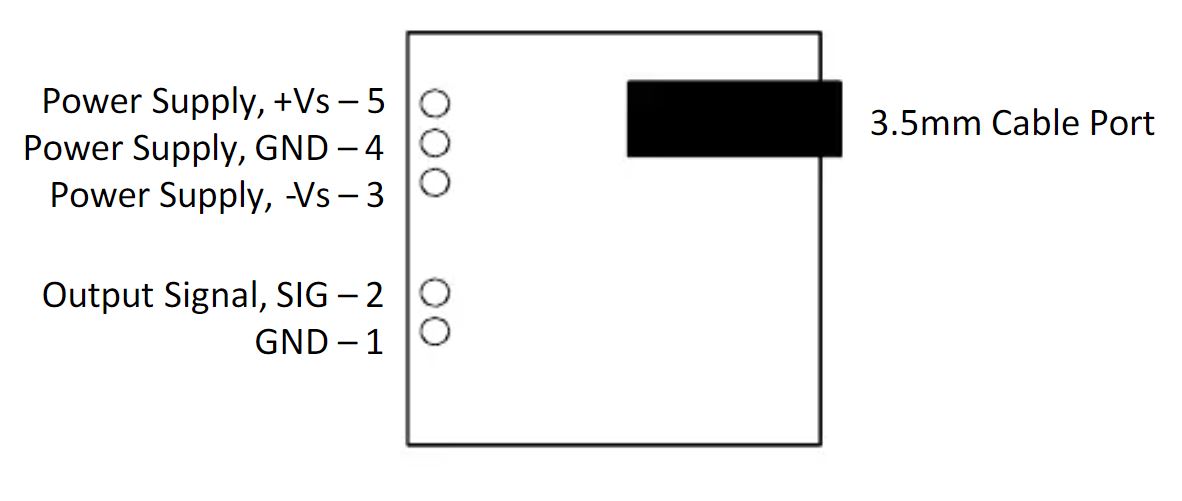 Power Supply, +Vs – 5
Power Supply, GND – 4
Power Supply, -Vs – 3
3.5mm Cable Port
Output Signal, SIG – 2
GND – 1